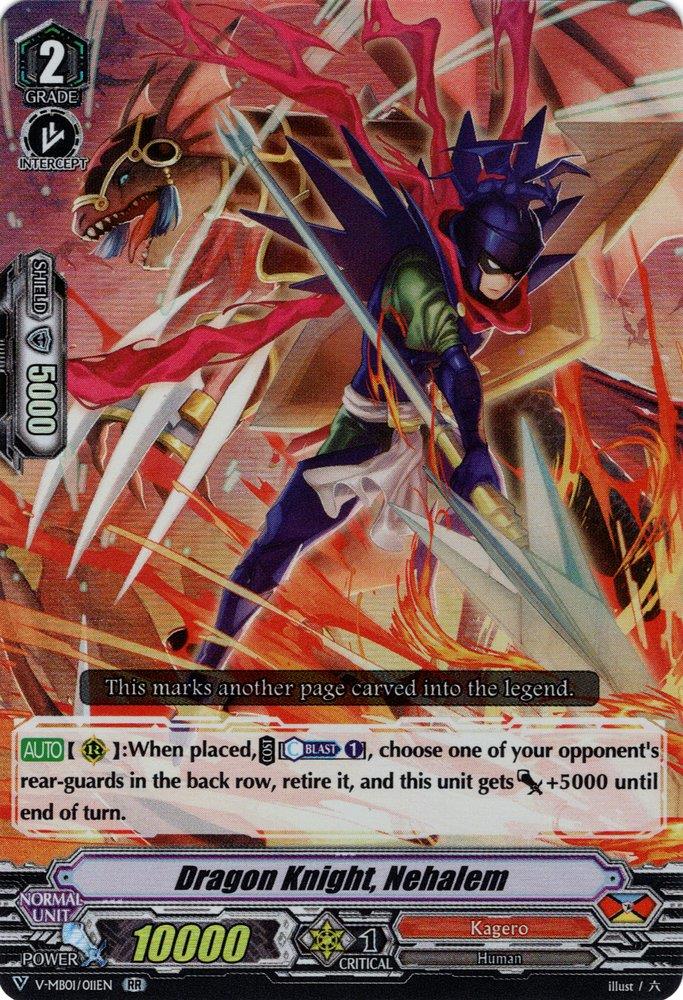 2
GRADE
INTERCEPT
SHIELD
5000
This marks another page carved into the legend.
AUTO【 R 】:When placed, COST [C BLAST 1], choose one of your opponent's
rear-guards in the back row, retire it, and this unit gets +5000 until
end of turn.
Dragon Knight, Nehalem
NORMAL
UNIT
POWER
10000
1
CRITICAL
Kagero
Human
V-MB01/011EN RR
illust / 六